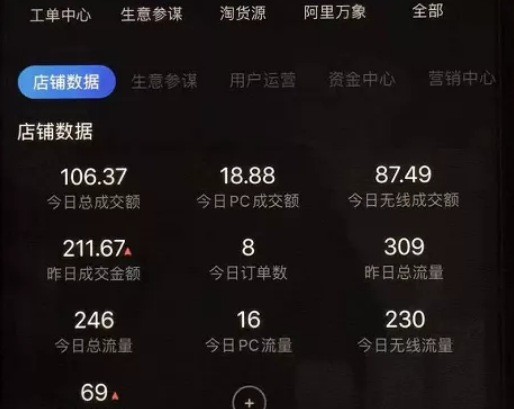 工单中心 生意参谋 淘货源 阿里万象 全部
店铺数据 生意参谋 用户运营 资金中心 营销中心
店铺数据
106.37 18.88 87.49
今日总成交额 今日PC成交额 今日无线成交额
211.67 8 309
昨日成交金额 今日订单数 昨日总流量
246 16 230
今日总流量 今日PC流量 今日无线流量
69